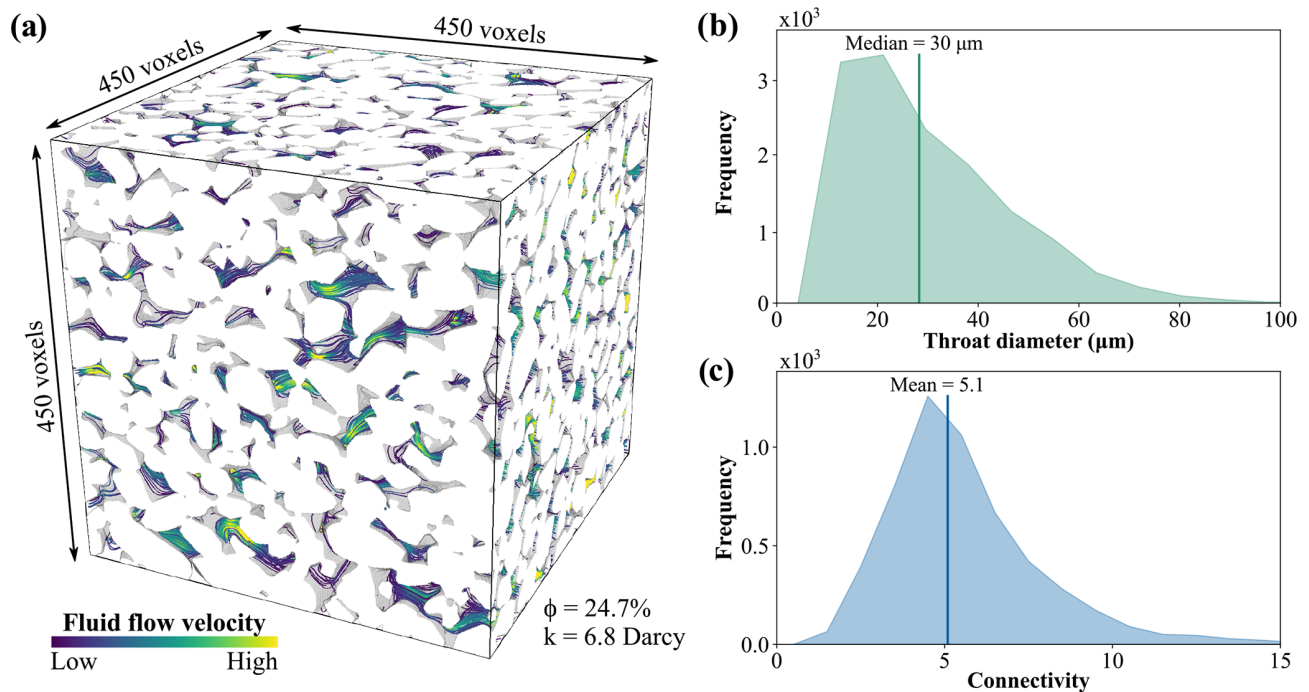 (a)
450 voxels
450 voxels
450 voxels
Fluid flow velocity
Low High
ϕ = 24.7%
k = 6.8 Darcy
(b)
x10³
Median = 30 μm
Frequency
3
2
1
0
0 20 40 60 80 100
Throat diameter (μm)
(c)
x10³
Mean = 5.1
Frequency
1.0
0.5
0.0
0 5 10 15
Connectivity